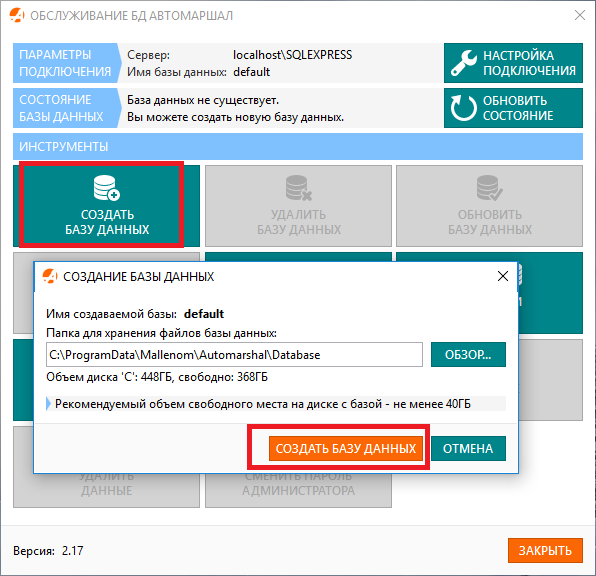 ОБСЛУЖИВАНИЕ БД АВТОМАРШАЛ
ПАРАМЕТРЫ
ПОДКЛЮЧЕНИЯ
Сервер: localhost\SQLEXPRESS
Имя базы данных: default
НАСТРОЙКА
ПОДКЛЮЧЕНИЯ
СОСТОЯНИЕ
БАЗЫ ДАННЫХ
База данных не существует.
Вы можете создать новую базу данных.
ОБНОВИТЬ
СОСТОЯНИЕ
ИНСТРУМЕНТЫ
СОЗДАТЬ
БАЗУ ДАННЫХ
УДАЛИТЬ
БАЗУ ДАННЫХ
ОБНОВИТЬ
БАЗУ ДАННЫХ
СОЗДАНИЕ БАЗЫ ДАННЫХ
Имя создаваемой базы: default
Папка для хранения файлов базы данных:
C:\ProgramData\Mallenom\Automarshal\Database
ОБЗОР...
Объем диска 'C': 448ГБ, свободно: 368ГБ
Рекомендуемый объем свободного места на диске с базой - не менее 40ГБ
СОЗДАТЬ БАЗУ ДАННЫХ
ОТМЕНА
УДАЛИТЬ
ДАННЫЕ
СМЕНИТЬ ПАРОЛЬ
АДМИНИСТРАТОРА
Версия: 2.17
ЗАКРЫТЬ